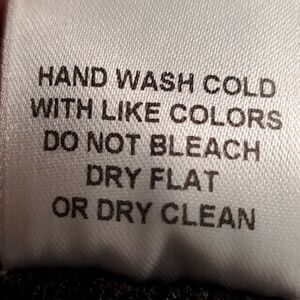 HAND WASH COLD
WITH LIKE COLORS
DO NOT BLEACH
DRY FLAT
OR DRY CLEAN